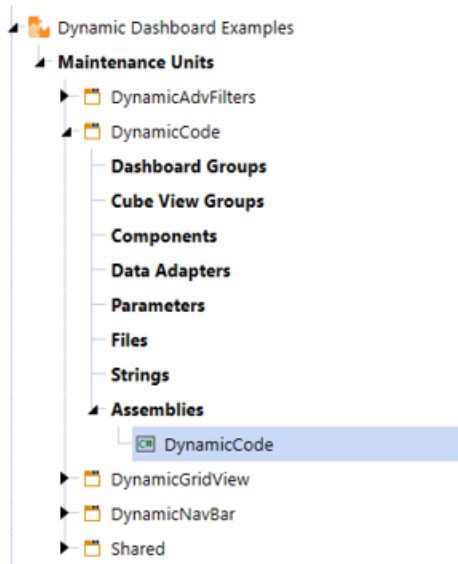 Dynamic Dashboard Examples
Maintenance Units
DynamicAdvFilters
DynamicCode
Dashboard Groups
Cube View Groups
Components
Data Adapters
Parameters
Files
Strings
Assemblies
C# DynamicCode
DynamicGridView
DynamicNavBar
Shared